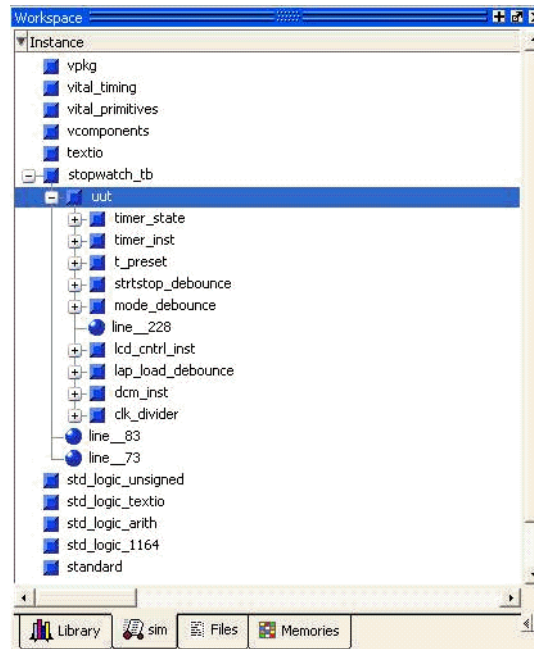 Workspace
Instance
vpkg
vital_timing
vital_primitives
vcomponents
textio
stopwatch_tb
uut
timer_state
timer_inst
t_preset
strtstop_debounce
mode_debounce
line__228
lcd_cntrl_inst
lap_load_debounce
dcm_inst
clk_divider
line__83
line__73
std_logic_unsigned
std_logic_textio
std_logic_arith
std_logic_1164
standard
Library sim Files Memories